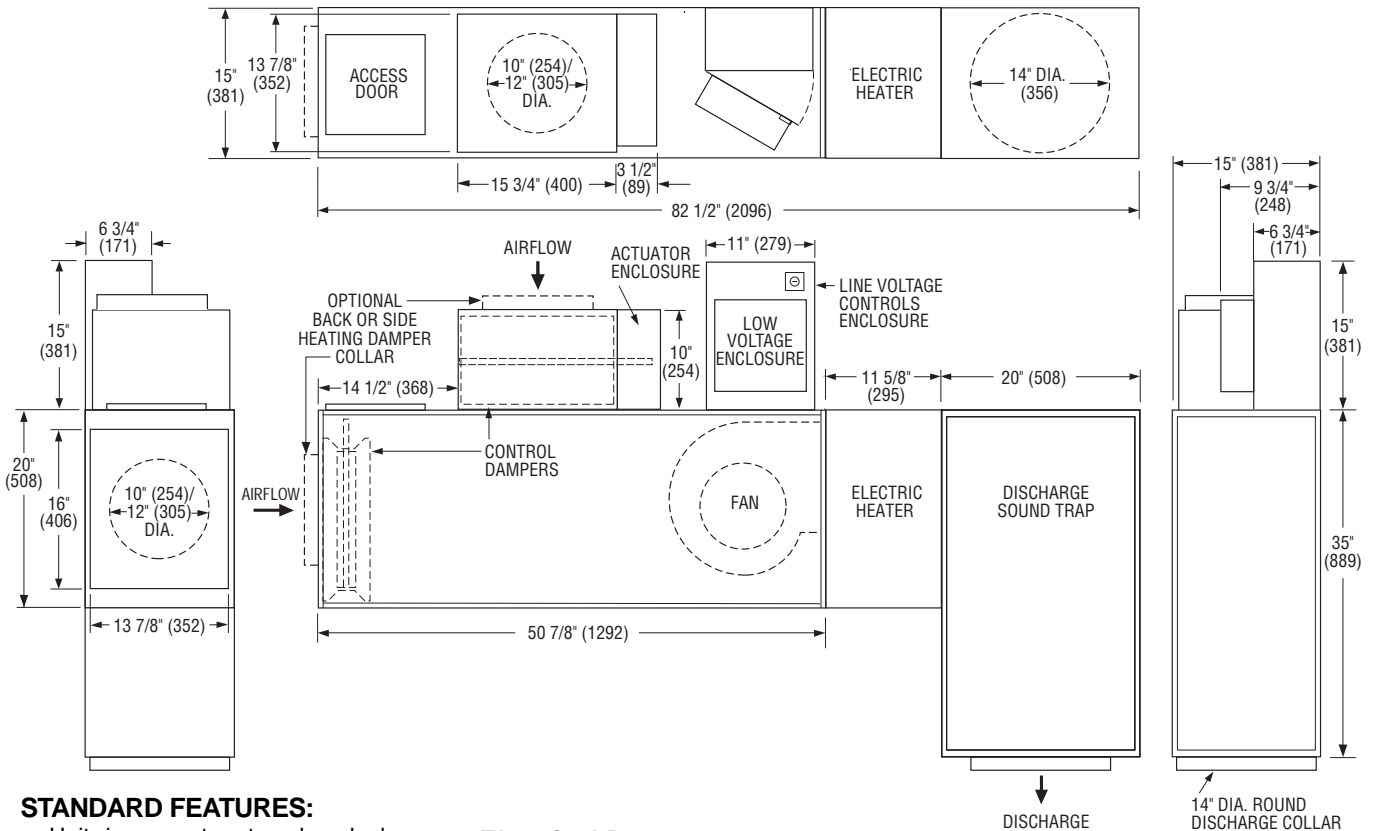 15"
(381)
13 7/8"
(352)
ACCESS
DOOR
10" (254)/
12" (305)
DIA.
ELECTRIC
HEATER
14" DIA.
(356)
15 3/4" (400)
3 1/2"
(89)
82 1/2" (2096)
15" (381)
9 3/4"
(248)
6 3/4"
(171)
6 3/4"
(171)
AIRFLOW
ACTUATOR
ENCLOSURE
11" (279)
OPTIONAL
BACK OR SIDE
HEATING DAMPER
COLLAR
LINE VOLTAGE
CONTROLS
ENCLOSURE
LOW
VOLTAGE
ENCLOSURE
15"
(381)
10"
(254)
15"
(381)
14 1/2" (368)
11 5/8"
(295)
20" (508)
CONTROL
DAMPERS
20"
(508)
16"
(406)
10" (254)/
12" (305)
DIA.
AIRFLOW
FAN
ELECTRIC
HEATER
DISCHARGE
SOUND TRAP
35"
(889)
13 7/8" (352)
50 7/8" (1292)
STANDARD FEATURES:
DISCHARGE
14" DIA. ROUND
DISCHARGE COLLAR